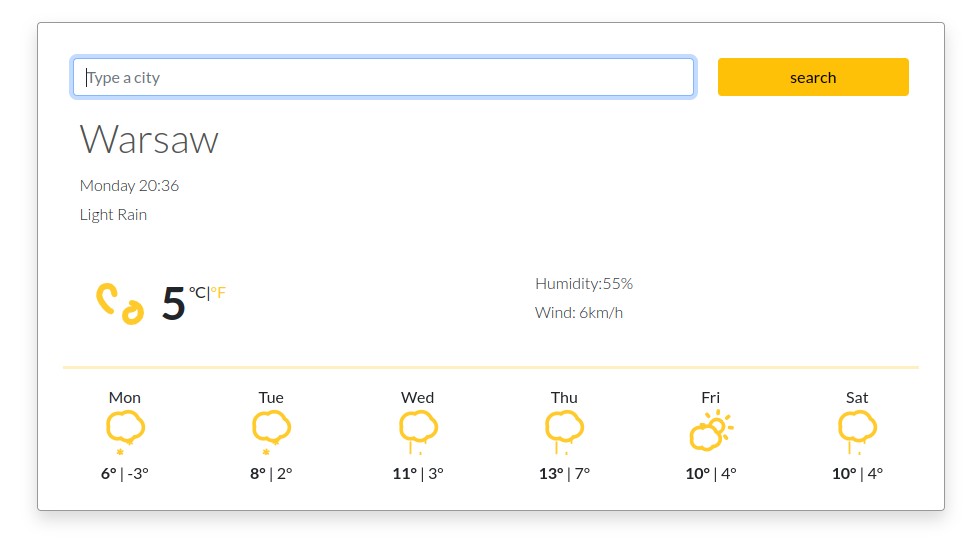 Type a city
search
Warsaw
Monday 20:36
Light Rain
5 °C|°F
Humidity:55%
Wind: 6km/h
Mon Tue Wed Thu Fri Sat
6° | -3° 8° | 2° 11° | 3° 13° | 7° 10° | 4° 10° | 4°